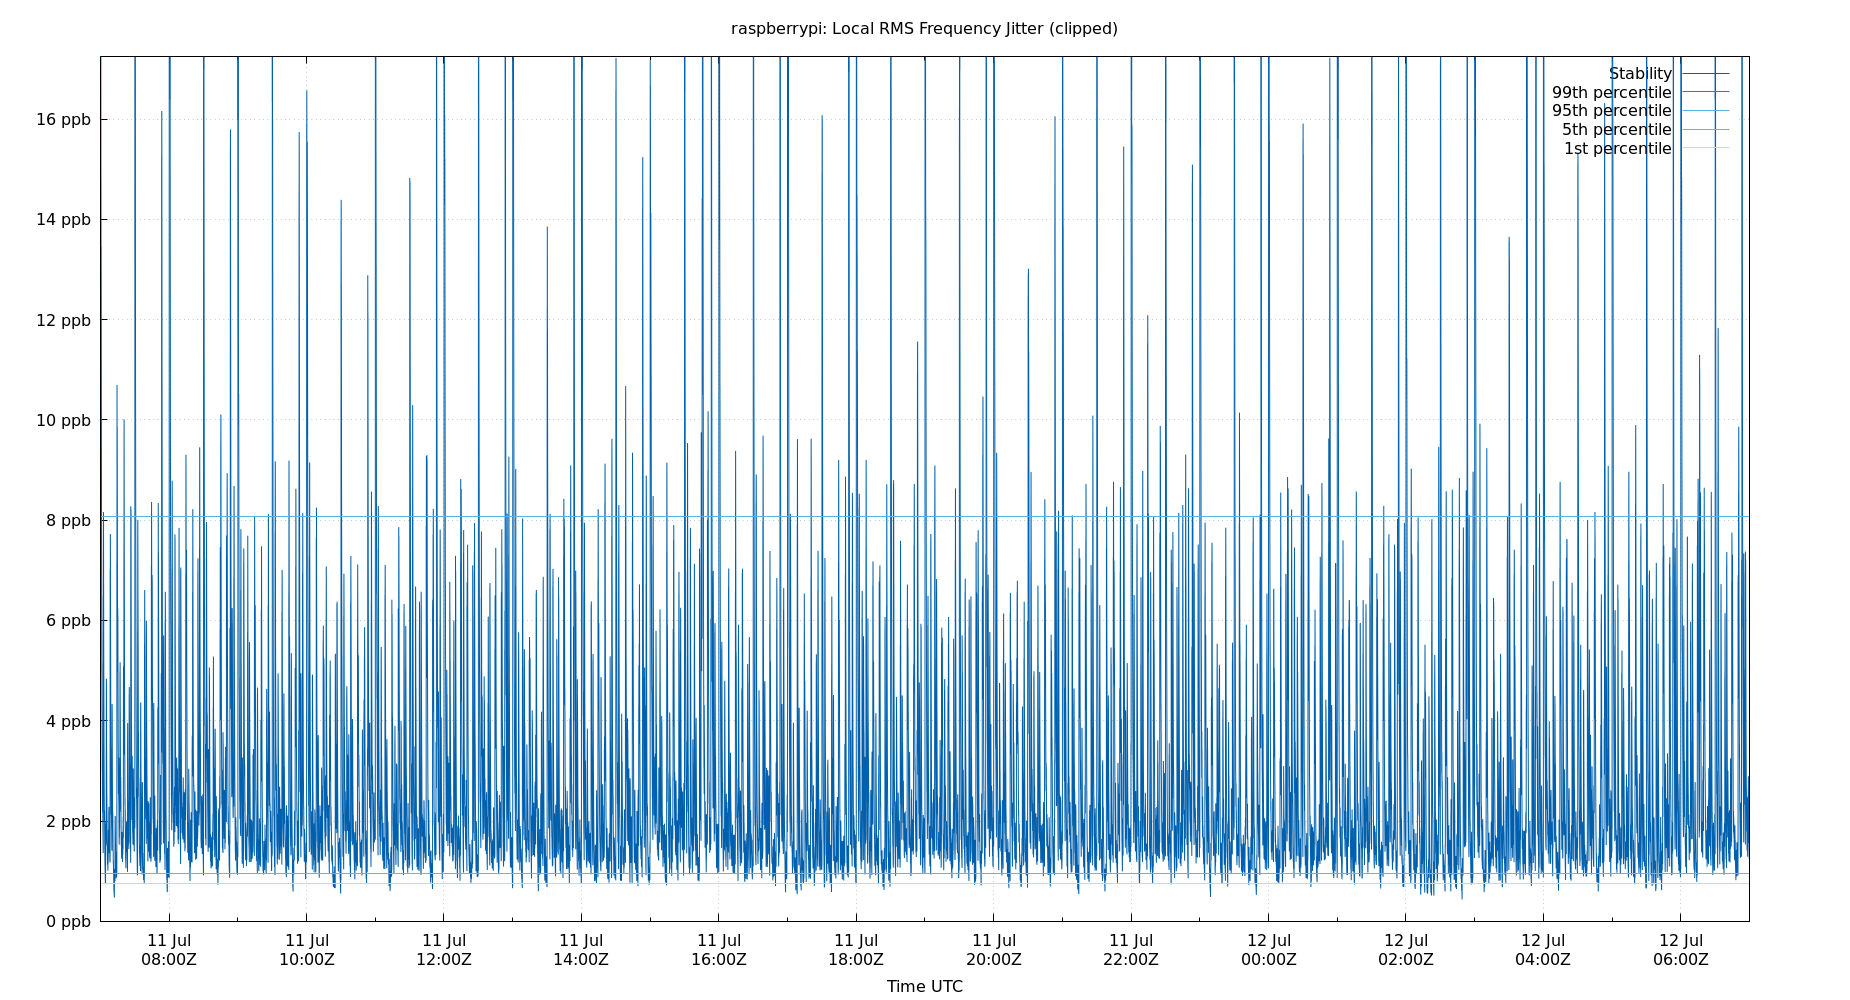 raspberrypi: Local RMS Frequency Jitter (clipped)
Stability
99th percentile
95th percentile
5th percentile
1st percentile
16 ppb
14 ppb
12 ppb
10 ppb
8 ppb
6 ppb
4 ppb
2 ppb
0 ppb
11 Jul 11 Jul 11 Jul 11 Jul 11 Jul 11 Jul 11 Jul 11 Jul 12 Jul 12 Jul 12 Jul 12 Jul
08:00Z 10:00Z 12:00Z 14:00Z 16:00Z 18:00Z 20:00Z 22:00Z 00:00Z 02:00Z 04:00Z 06:00Z
Time UTC